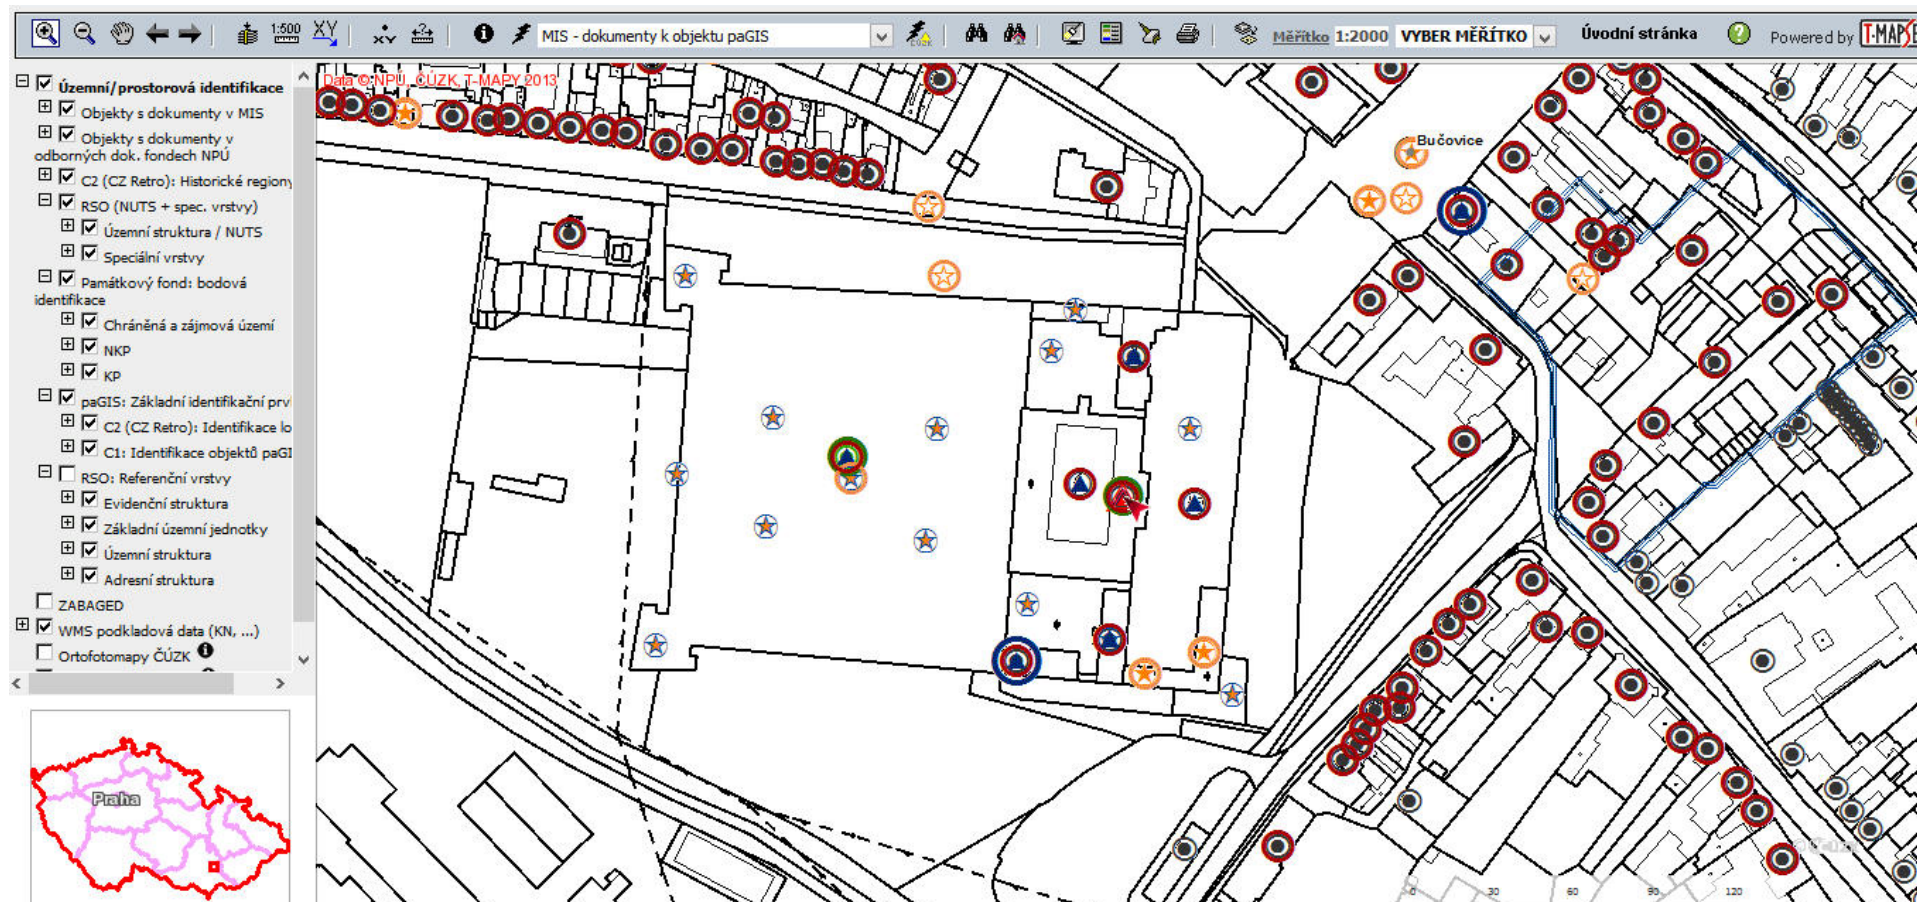 1:500
XY
MIS - dokumenty k objektu paGIS
ČÚZK
Měřítko 1:2000 VYBER MĚŘÍTKO
Úvodní stránka
Powered by T-MAPS
Územní/prostorová identifikace
Objekty s dokumenty v MIS
Objekty s dokumenty v
odborných dok. fondech NPÚ
C2 (CZ Retro): Historické regiony
RSO (NUTS + spec. vrstvy)
Územní struktura / NUTS
Speciální vrstvy
Památkový fond: bodová
identifikace
Chráněná a zájmová území
NKP
KP
paGIS: Základní identifikační prv
C2 (CZ Retro): Identifikace lo
C1: Identifikace objektů paGI
RSO: Referenční vrstvy
Evidenční struktura
Základní územní jednotky
Územní struktura
Adresní struktura
ZABAGED
WMS podkladová data (KN, ...)
Ortofotomapy ČÚZK
Praha
Data © NPÚ, ČÚZK, T-MAPY 2013
Bučovice
0 30 60 90 120